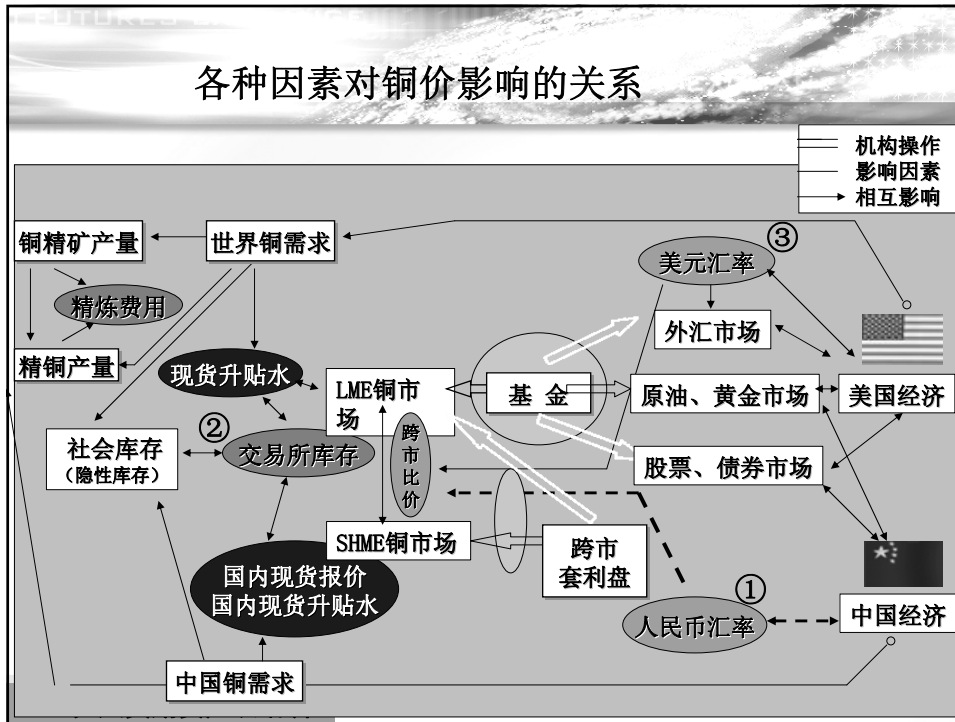 各种因素对铜价影响的关系
机构操作
影响因素
相互影响
铜精矿产量
世界铜需求
③
美元汇率
精炼费用
外汇市场
精铜产量
现货升贴水
LME铜市
场
基 金
原油、黄金市场
美国经济
社会库存
(隐性库存)
②
交易所库存
跨
市
比
价
股票、债券市场
SHME铜市场
跨市
套利盘
国内现货报价
国内现货升贴水
①
人民币汇率
中国经济
中国铜需求